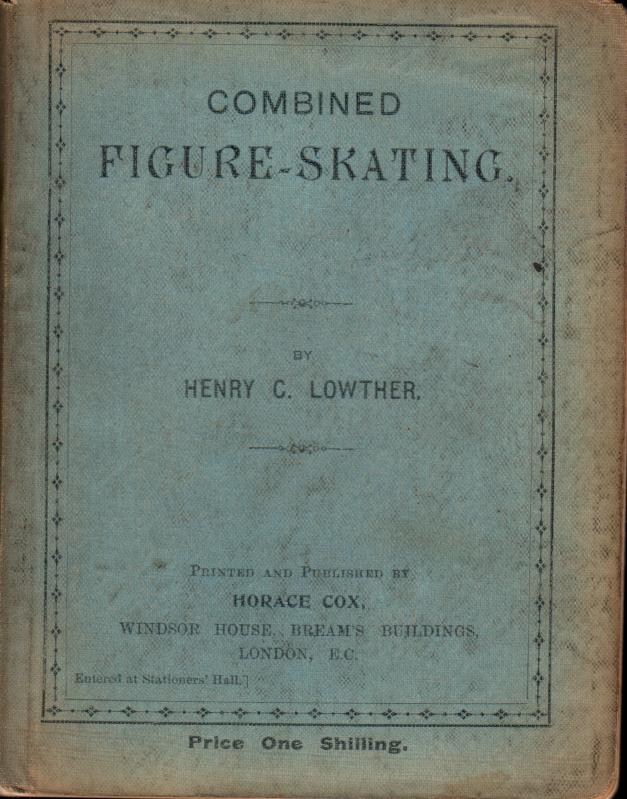 COMBINED
FIGURE-SKATING.
BY
HENRY C. LOWTHER.
PRINTED AND PUBLISHED BY
HORACE COX,
WINDSOR HOUSE, BREAM'S BUILDINGS,
LONDON, E.C.
Entered at Stationers' Hall.]
Price One Shilling.